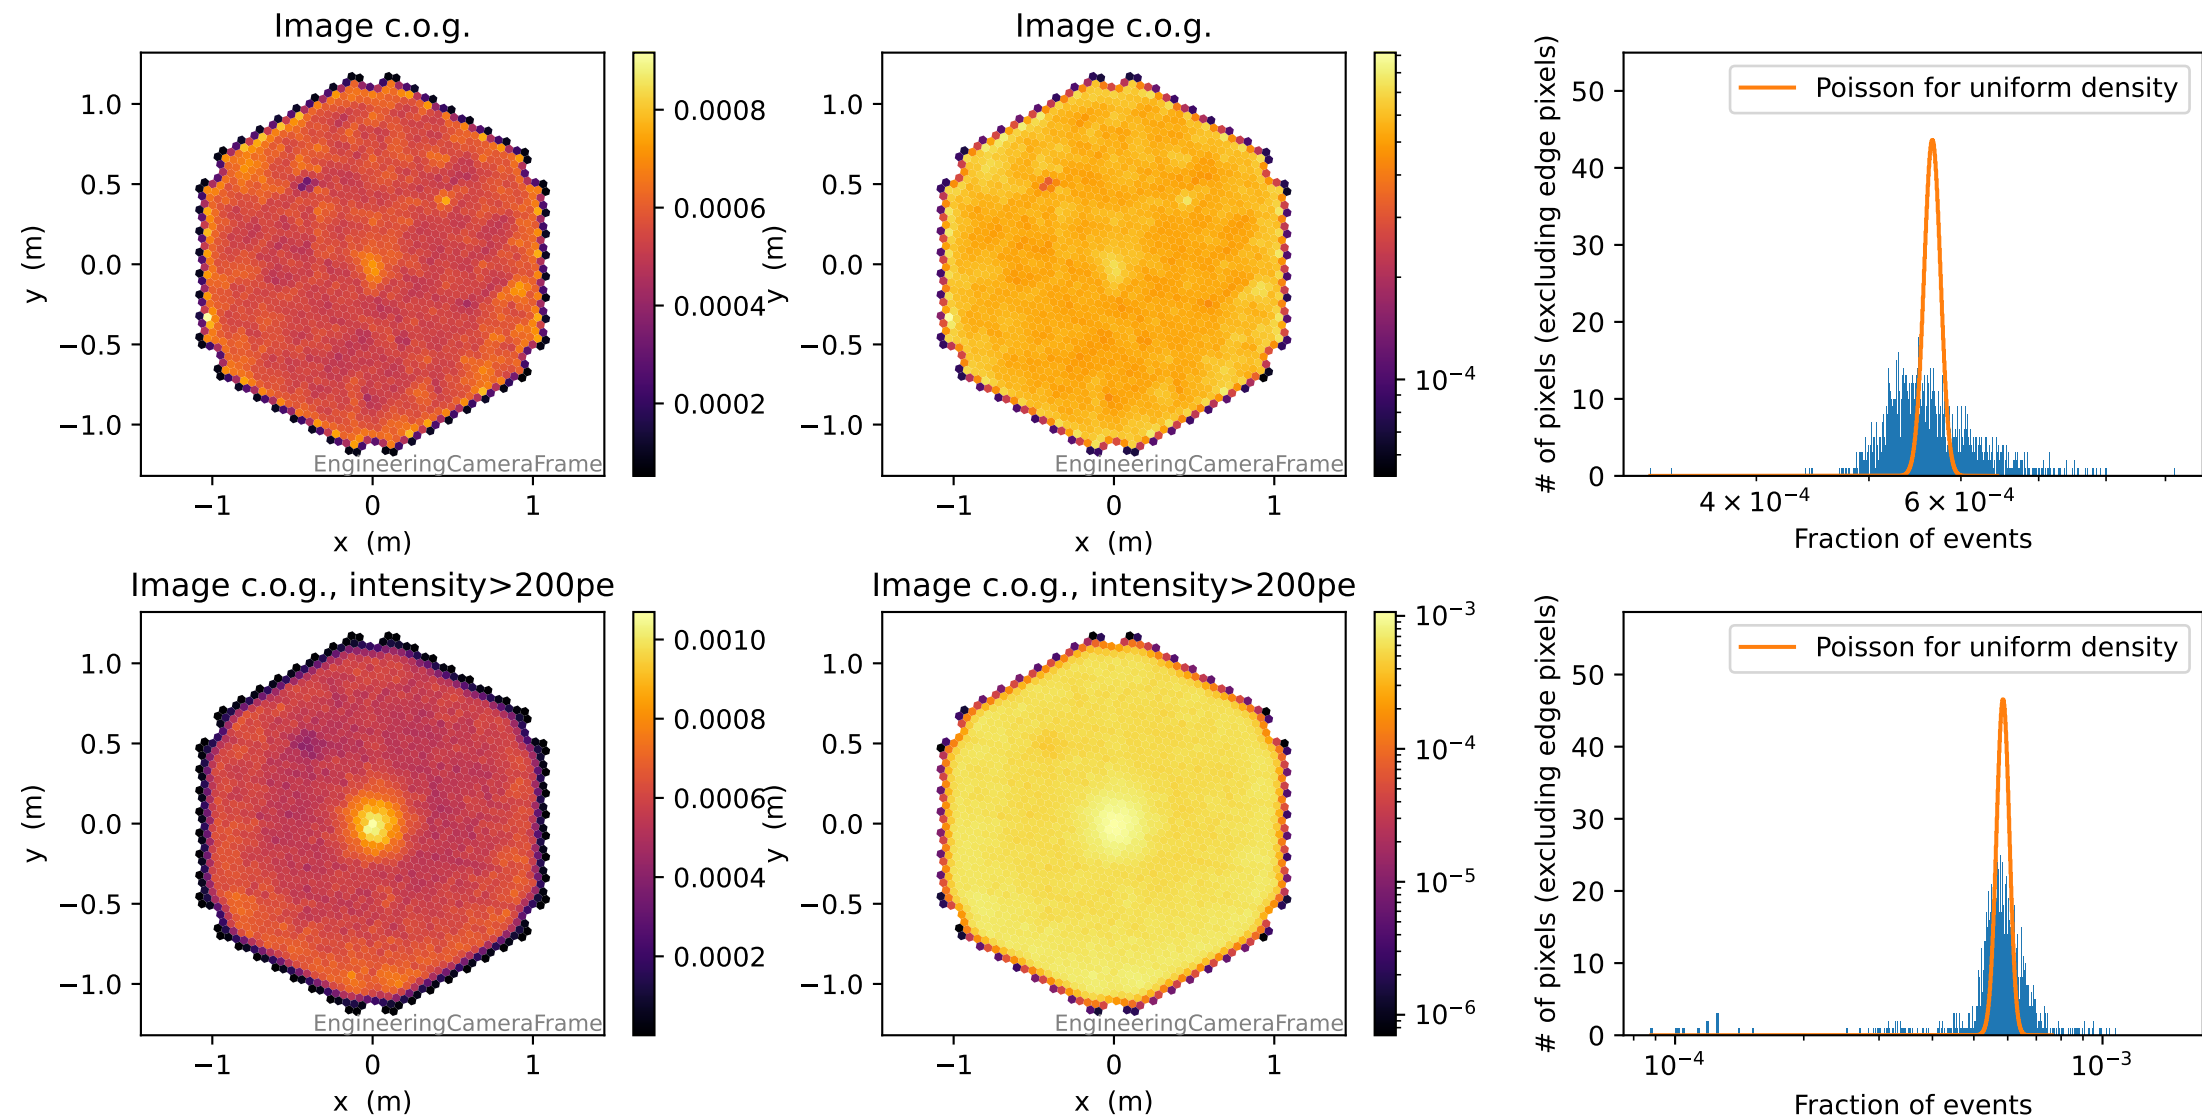 Image c.o.g.
1.0
0.5
0.0
−0.5
−1.0
y (m)
−1 0 1
x (m)
EngineeringCameraFrame
0.0008
0.0006
0.0004
0.0002
Image c.o.g.
1.0
0.5
0.0
−0.5
−1.0
y (m)
−1 0 1
x (m)
EngineeringCameraFrame
10⁻⁴
Poisson for uniform density
50
40
30
20
10
0
# of pixels (excluding edge pixels)
4 × 10⁻⁴ 6 × 10⁻⁴
Fraction of events
Image c.o.g., intensity>200pe
1.0
0.5
0.0
−0.5
−1.0
y (m)
−1 0 1
x (m)
EngineeringCameraFrame
0.0010
0.0008
0.0006
0.0004
0.0002
Image c.o.g., intensity>200pe
1.0
0.5
0.0
−0.5
−1.0
y (m)
−1 0 1
x (m)
EngineeringCameraFrame
10⁻³
10⁻⁴
10⁻⁵
10⁻⁶
Poisson for uniform density
50
40
30
20
10
0
# of pixels (excluding edge pixels)
10⁻⁴ 10⁻³
Fraction of events